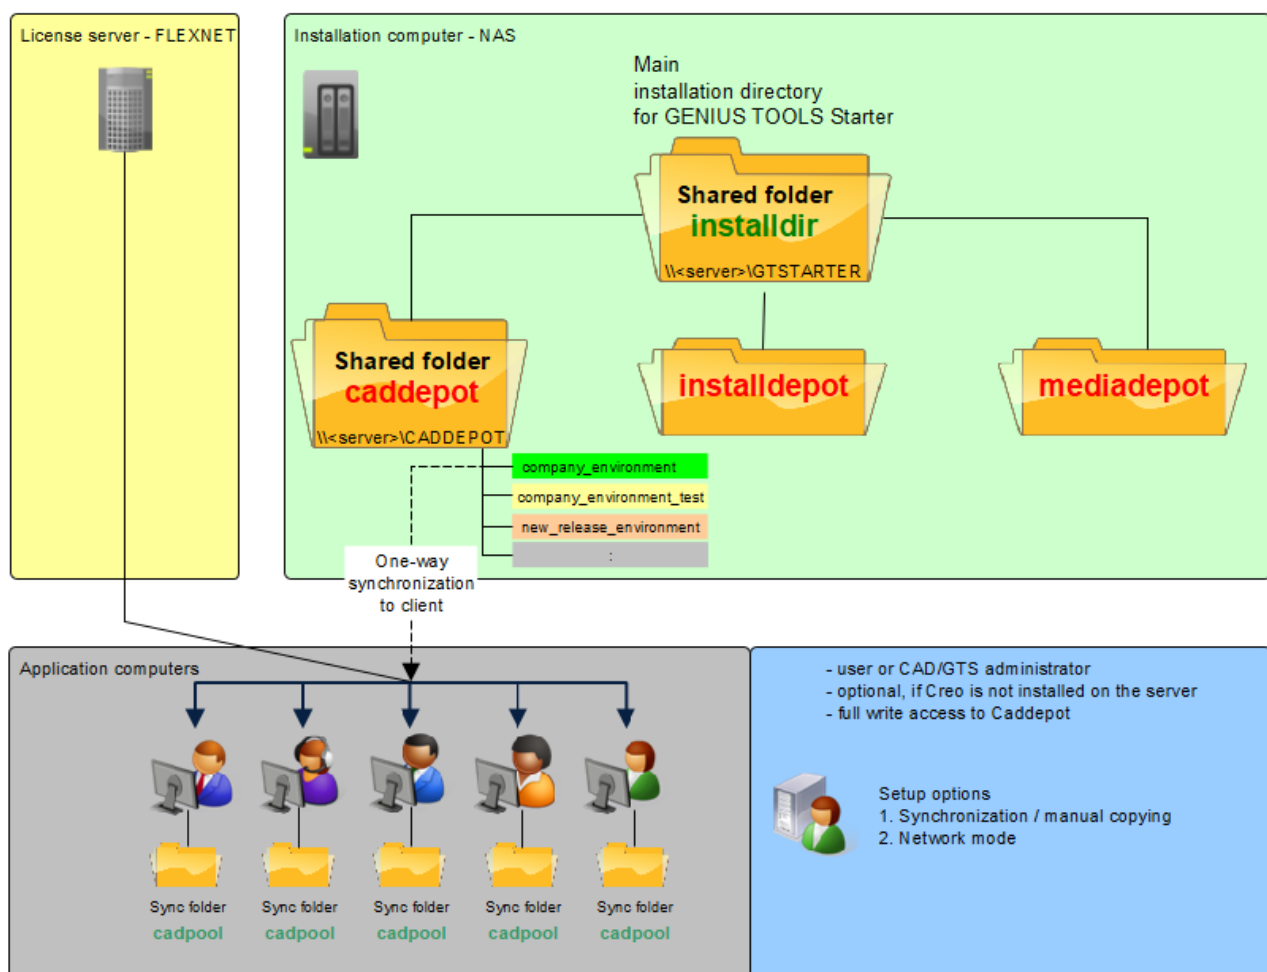 License server - FLEXNET
Installation computer - NAS
Main
installation directory
for GENIUS TOOLS Starter
Shared folder
installdir
\\<server>\GTSTARTER
Shared folder
caddepot
\\<server>\CADDEPOT
installdepot
mediadepot
company_environment
company_environment_test
new_release_environment
:
One-way
synchronization
to client
Application computers
Sync folder
cadpool
Sync folder
cadpool
Sync folder
cadpool
Sync folder
cadpool
Sync folder
cadpool
- user or CAD/GTS administrator
- optional, if Creo is not installed on the server
- full write access to Caddepot
Setup options
1. Synchronization / manual copying
2. Network mode